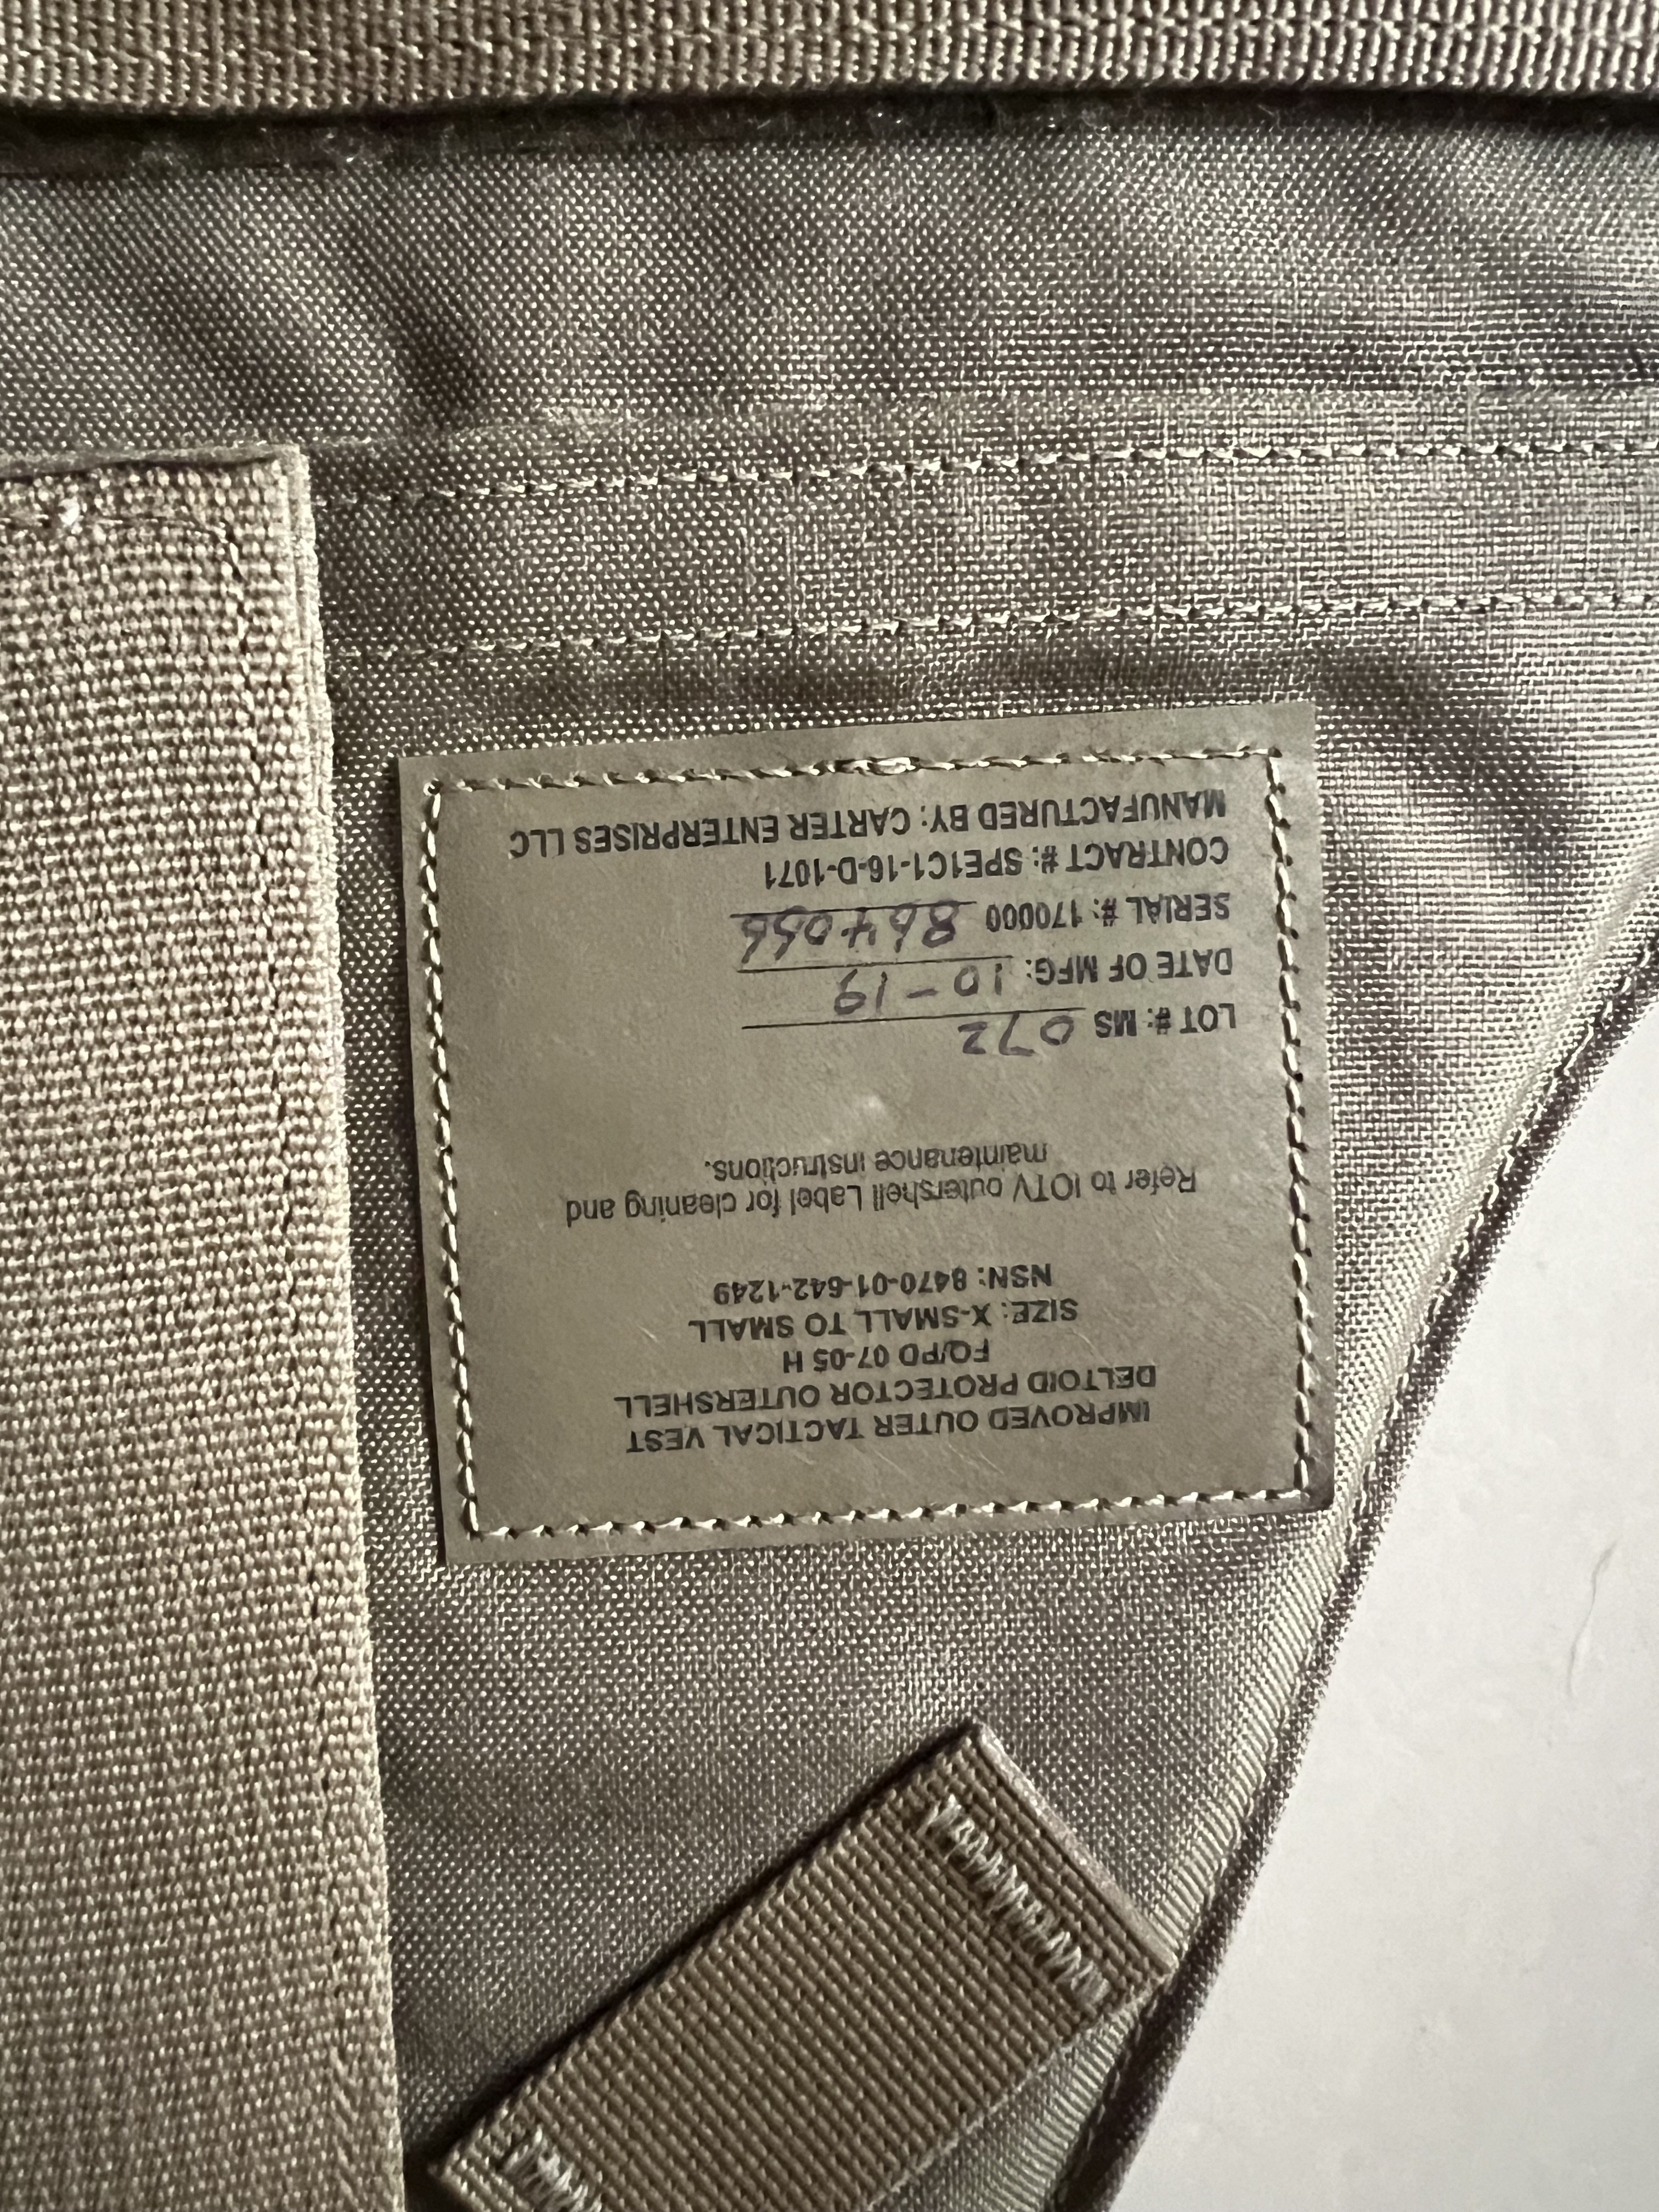 IMPROVED OUTER TACTICAL VEST
DELTOID PROTECTOR OUTERSHELL
FQ/PD 07-05 H
SIZE: X-SMALL TO SMALL
NSN: 8470-01-642-1249
Refer to IOTV outershell Label for cleaning and
maintenance instructions.
LOT #: MS 072
DATE OF MFG: 10-19
SERIAL #: 170000 864056
CONTRACT #: SPE1C1-16-D-1071
MANUFACTURED BY: CARTER ENTERPRISES LLC